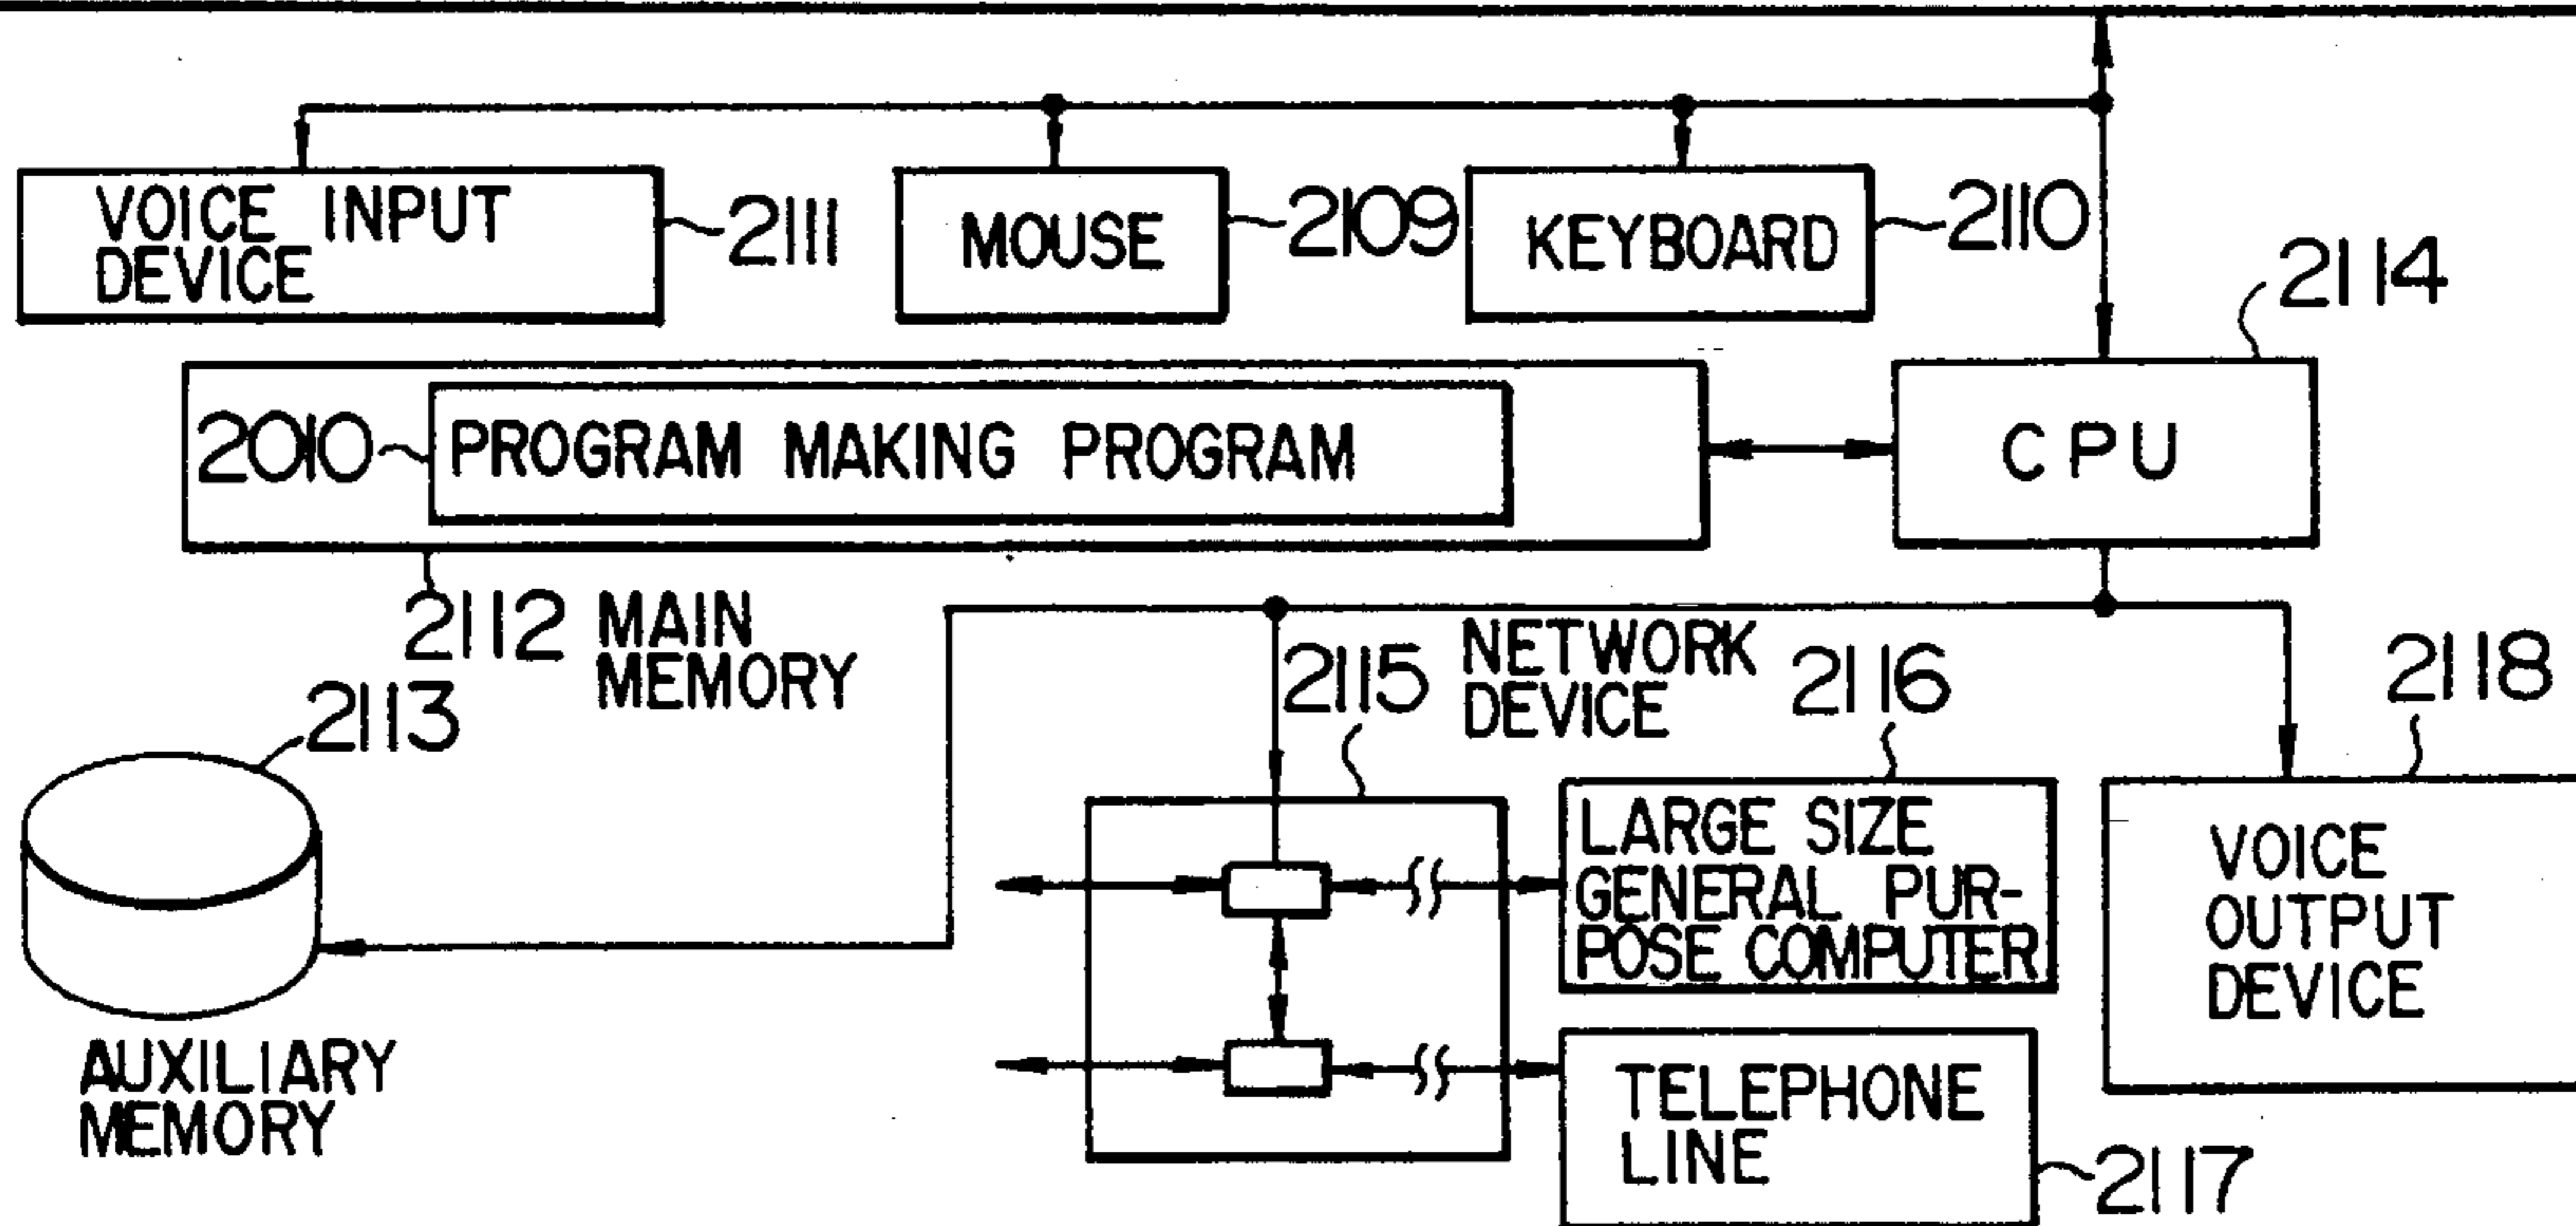 VOICE INPUT
DEVICE
2111
MOUSE
2109
KEYBOARD
2110
2114
2010
PROGRAM MAKING PROGRAM
CPU
2112 MAIN
MEMORY
2113
AUXILIARY
MEMORY
2115 NETWORK
DEVICE
2116
LARGE SIZE
GENERAL PUR-
POSE COMPUTER
2118
VOICE
OUTPUT
DEVICE
TELEPHONE
LINE
2117